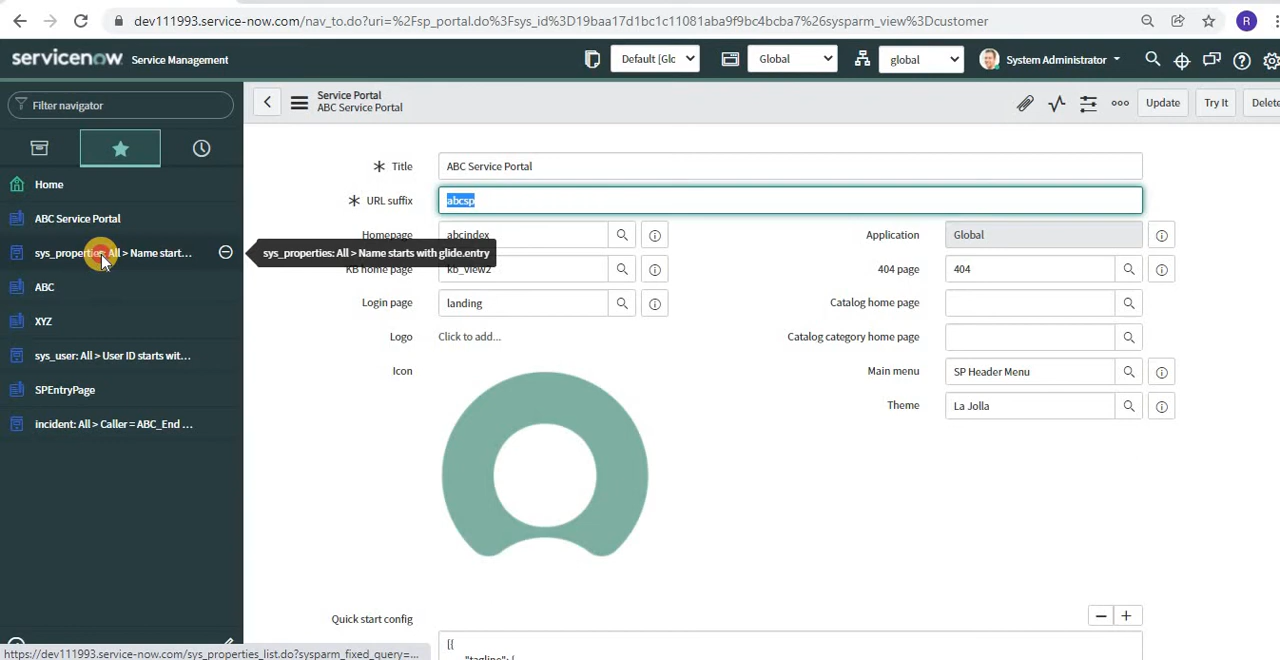 dev111993.service-now.com/nav_to.do?uri=%2Fsp_portal.do%3Fsys_id%3D19baa17d1bc1c11081aba9f9bc4bcba7%26sysparm_view%3Dcustomer
R
servicenow Service Management
Default [Glc
Global
global
System Administrator
Filter navigator
Service Portal
ABC Service Portal
Update
Try It
Delete
Home
ABC Service Portal
sys_properties: All > Name start...
ABC
XYZ
sys_user: All > User ID starts wit...
SPEntryPage
incident: All > Caller = ABC_End ...
sys_properties: All > Name starts with glide.entry
Title
ABC Service Portal
URL suffix
abcsp
Homepage
abcindex
Application
Global
KB home page
kb_view2
404 page
404
Login page
landing
Catalog home page
Logo
Click to add...
Catalog category home page
Icon
Main menu
SP Header Menu
Theme
La Jolla
Quick start config
[{
"tagline": {
https://dev111993.service-now.com/sys_properties_list.do?sysparm_fixed_query=...